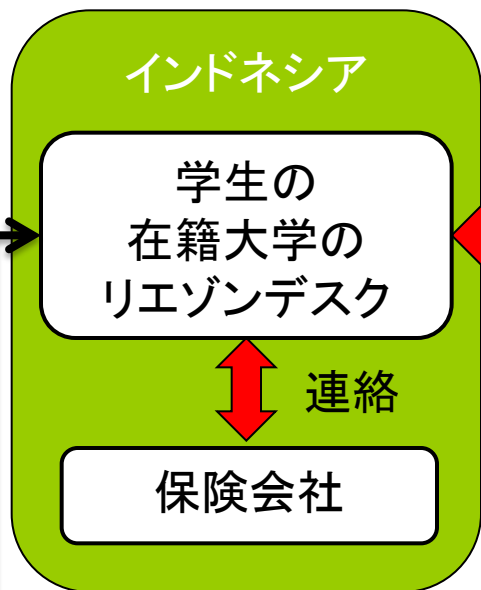 インドネシア
学生の
在籍大学の
リエゾンデスク
連絡
保険会社